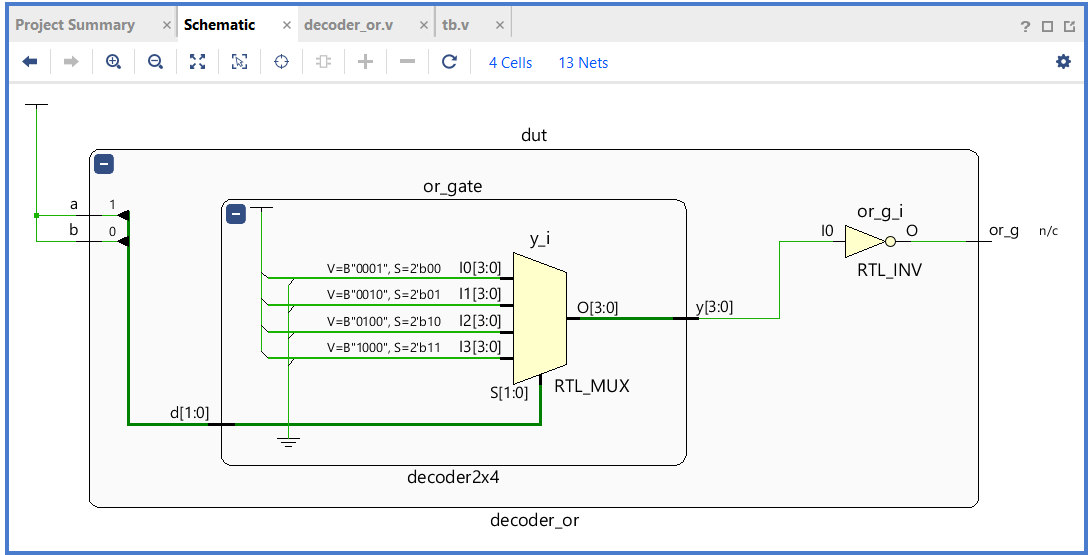 Project Summary × Schematic × decoder_or.v × tb.v × ?
4 Cells 13 Nets
dut
or_gate
a 1
b 0
y_i
or_g_i
I0 O or_g n/c
RTL_INV
V=B"0001", S=2'b00 I0[3:0]
V=B"0010", S=2'b01 I1[3:0]
V=B"0100", S=2'b10 I2[3:0]
V=B"1000", S=2'b11 I3[3:0]
O[3:0] y[3:0]
S[1:0] RTL_MUX
d[1:0]
decoder2x4
decoder_or